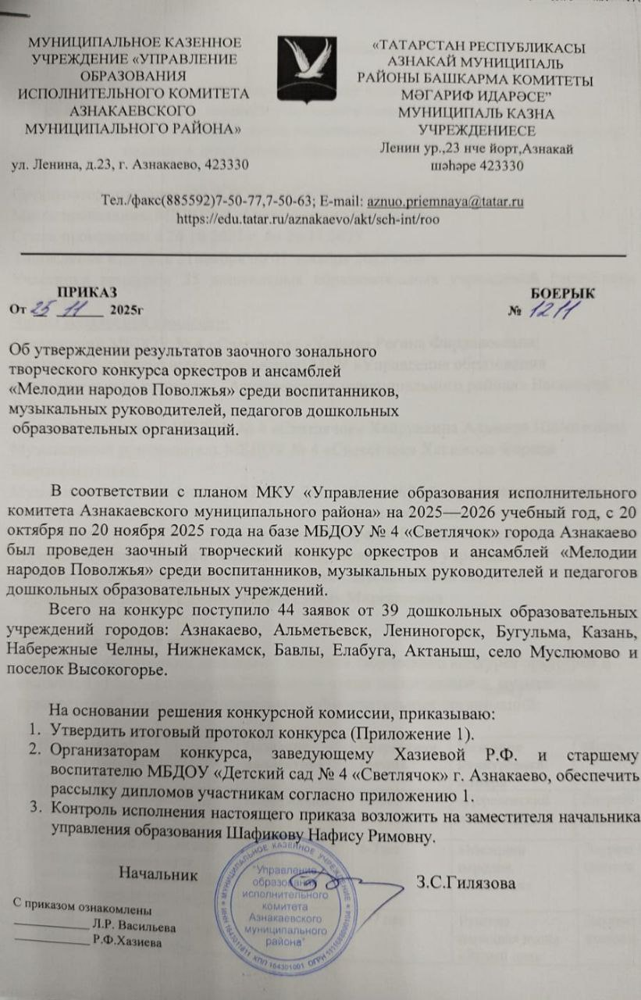 МУНИЦИПАЛЬНОЕ КАЗЕННОЕ
УЧРЕЖДЕНИЕ «УПРАВЛЕНИЕ
ОБРАЗОВАНИЯ
ИСПОЛНИТЕЛЬНОГО КОМИТЕТА
АЗНАКАЕВСКОГО
МУНИЦИПАЛЬНОГО РАЙОНА»
ул. Ленина, д.23, г. Азнакаево, 423330
«ТАТАРСТАН РЕСПУБЛИКАСЫ
АЗНАКАЙ МУНИЦИПАЛЬ
РАЙОНЫ БАШКАРМА КОМИТЕТЫ
МӘГАРИФ ИДАРӘСЕ”
МУНИЦИПАЛЬ КАЗНА
УЧРЕЖДЕНИЕСЕ
Ленин ур.,23 нче йорт,Азнакай
шәһәре 423330
Тел./факс(885592)7-50-77,7-50-63; E-mail: aznuo.priemnaya@tatar.ru
https://edu.tatar.ru/aznakaevo/akt/sch-int/roo
ПРИКАЗ
БОЕРЫК
От 25 11 2025г
№ 1211
Об утверждении результатов заочного зонального
творческого конкурса оркестров и ансамблей
«Мелодии народов Поволжья» среди воспитанников,
музыкальных руководителей, педагогов дошкольных
образовательных организаций.
В соответствии с планом МКУ «Управление образования исполнительного
комитета Азнакаевского муниципального района» на 2025—2026 учебный год, с 20
октября по 20 ноября 2025 года на базе МБДОУ № 4 «Светлячок» города Азнакаево
был проведен заочный творческий конкурс оркестров и ансамблей «Мелодии
народов Поволжья» среди воспитанников, музыкальных руководителей и педагогов
дошкольных образовательных учреждений.
Всего на конкурс поступило 44 заявок от 39 дошкольных образовательных
учреждений городов: Азнакаево, Альметьевск, Лениногорск, Бугульма, Казань,
Набережные Челны, Нижнекамск, Бавлы, Елабуга, Актаныш, село Муслюмово и
поселок Высокогорье.
На основании решения конкурсной комиссии, приказываю:
1. Утвердить итоговый протокол конкурса (Приложение 1).
2. Организаторам конкурса, заведующему Хазиевой Р.Ф. и старшему
воспитателю МБДОУ «Детский сад № 4 «Светлячок» г. Азнакаево, обеспечить
рассылку дипломов участникам согласно приложению 1.
3. Контроль исполнения настоящего приказа возложить на заместителя начальника
управления образования Шафикову Нафису Римовну.
Начальник
З.С.Гилязова
С приказом ознакомлены
____________ Л.Р. Васильева
____________ Р.Ф.Хазиева
МУНИЦИПАЛЬНОЕ КАЗЕННОЕ УЧРЕЖДЕНИЕ
"Управление
образования
исполнительного
комитета
Азнакаевского
муниципального
района"
КПП 164301001